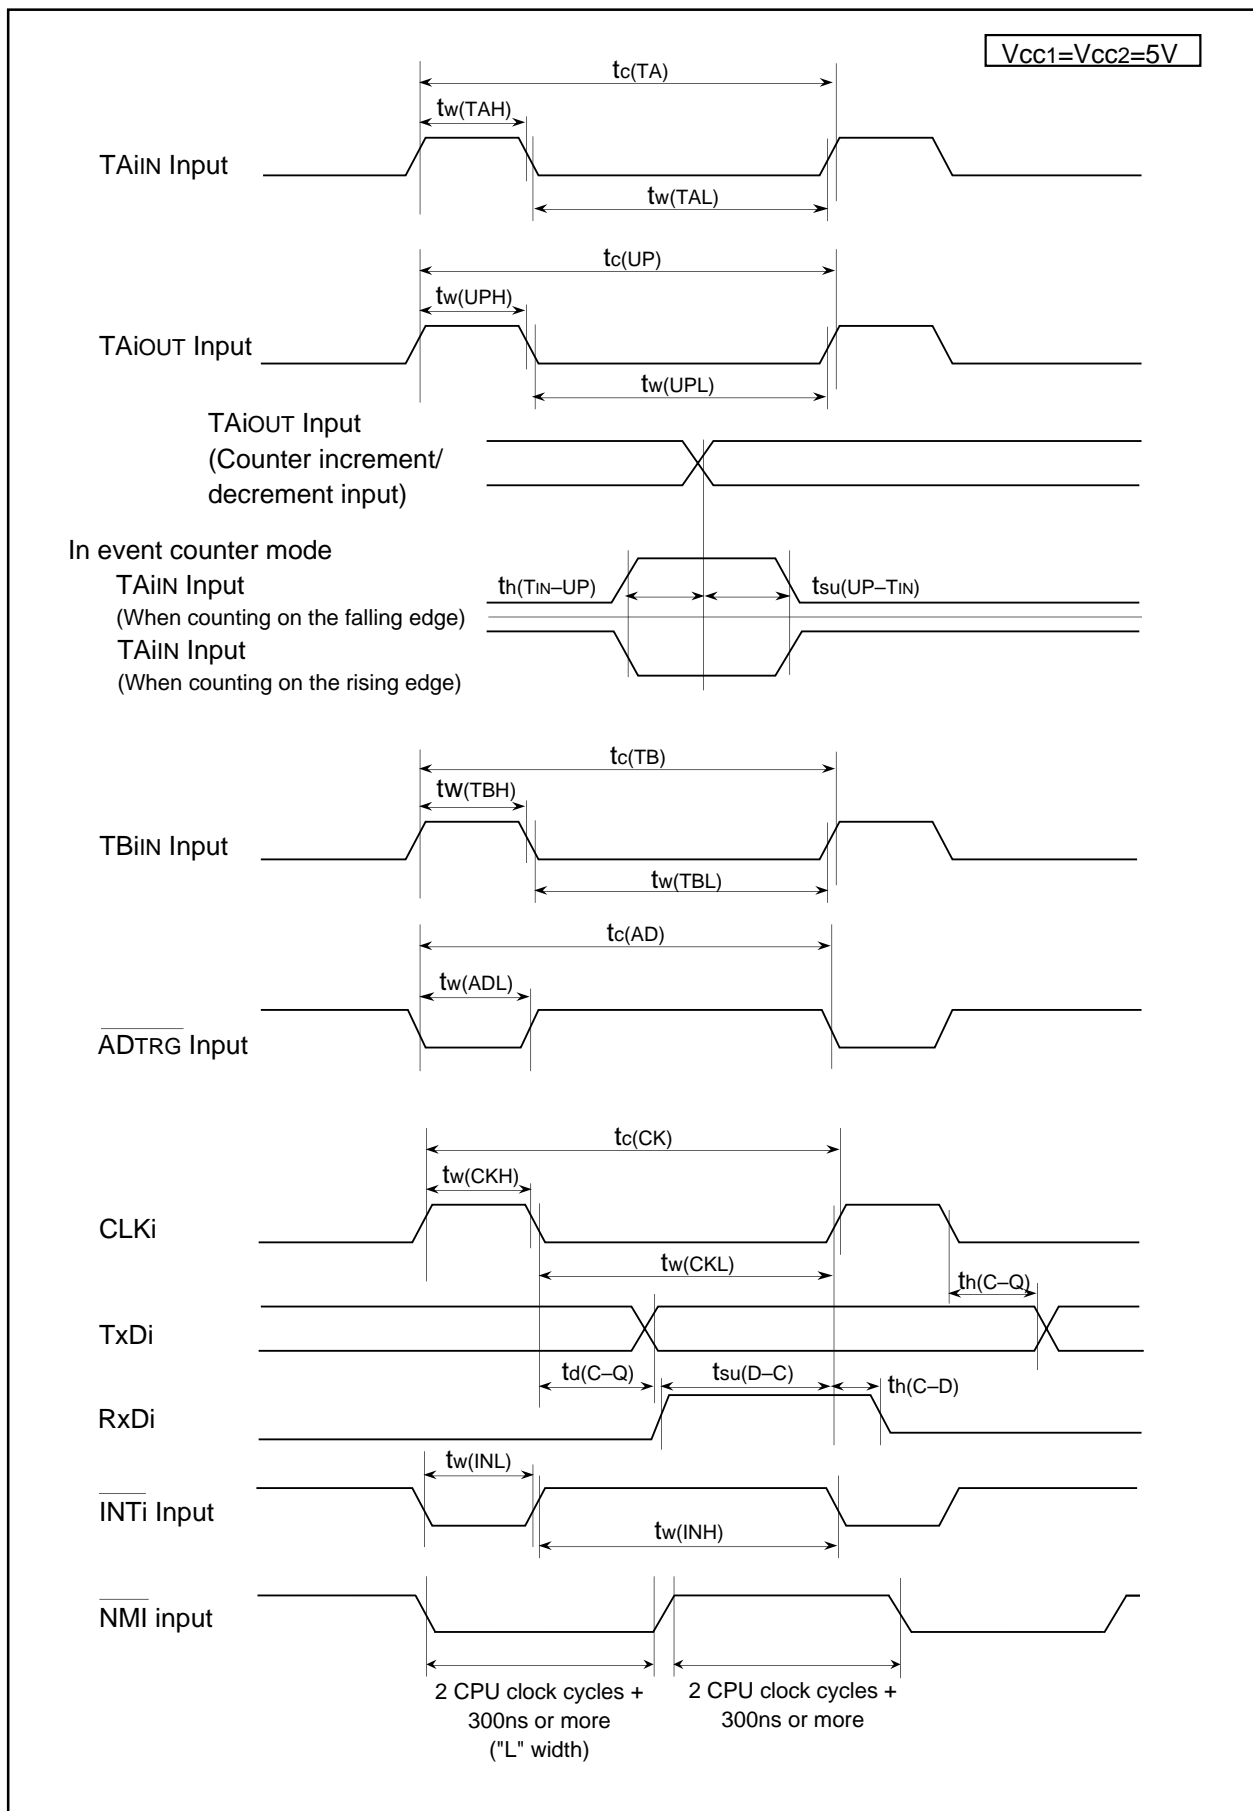 Vcc1=Vcc2=5V
tc(TA)
tw(TAH)
TAiIN Input
tw(TAL)
tc(UP)
tw(UPH)
TAiOUT Input
tw(UPL)
TAiOUT Input
(Counter increment/
decrement input)
In event counter mode
TAiIN Input
(When counting on the falling edge)
th(TIN–UP)
tsu(UP–TIN)
TAiIN Input
(When counting on the rising edge)
tc(TB)
tw(TBH)
TBiIN Input
tw(TBL)
tc(AD)
tw(ADL)
ADTRG Input
tc(CK)
tw(CKH)
CLKi
tw(CKL)
th(C–Q)
TxDi
td(C–Q)
tsu(D–C)
th(C–D)
RxDi
tw(INL)
INTi Input
tw(INH)
NMI input
2 CPU clock cycles +
300ns or more
("L" width)
2 CPU clock cycles +
300ns or more